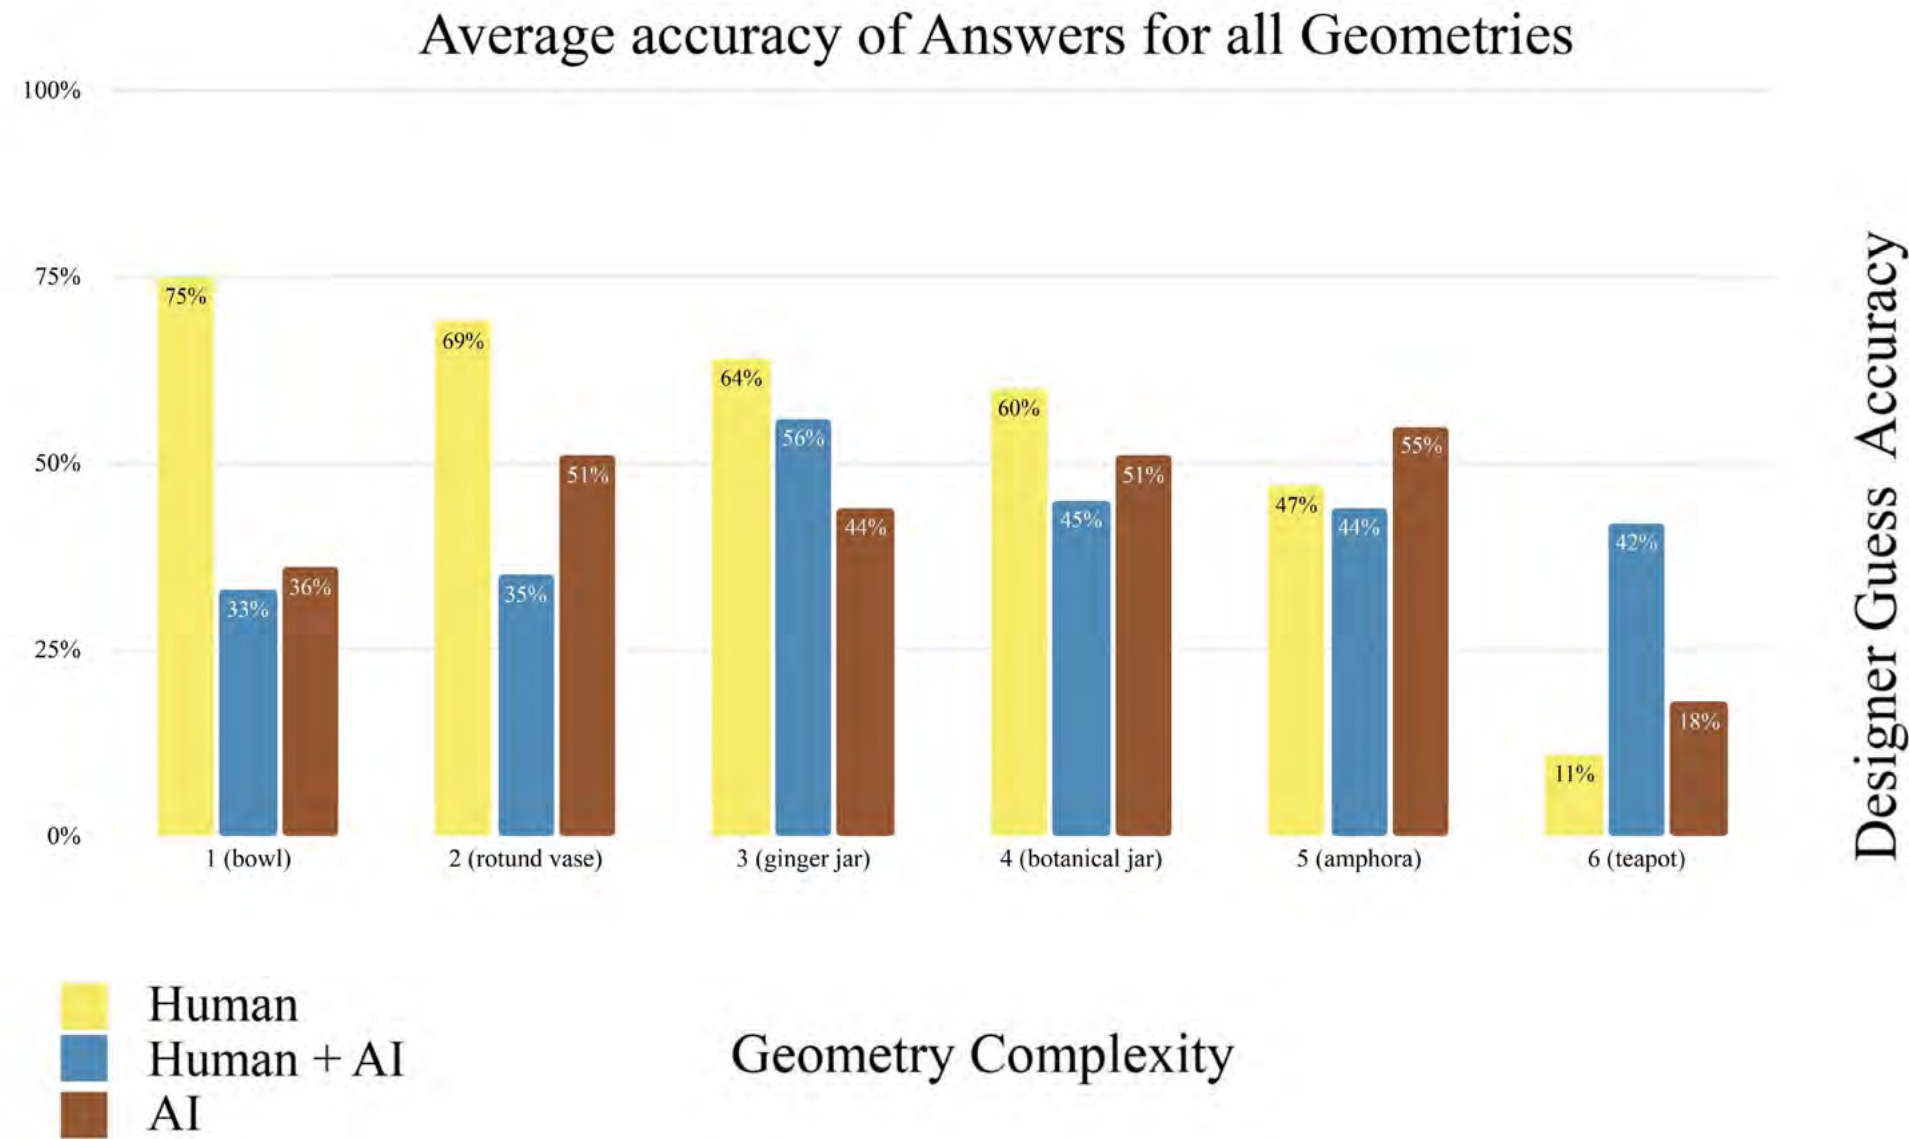 Average accuracy of Answers for all Geometries
100%
75%
50%
25%
0%
75%
33%
36%
69%
35%
51%
64%
56%
44%
60%
45%
51%
47%
44%
55%
11%
42%
18%
1 (bowl)
2 (rotund vase)
3 (ginger jar)
4 (botanical jar)
5 (amphora)
6 (teapot)
Designer Guess Accuracy
Human
Human + AI
AI
Geometry Complexity